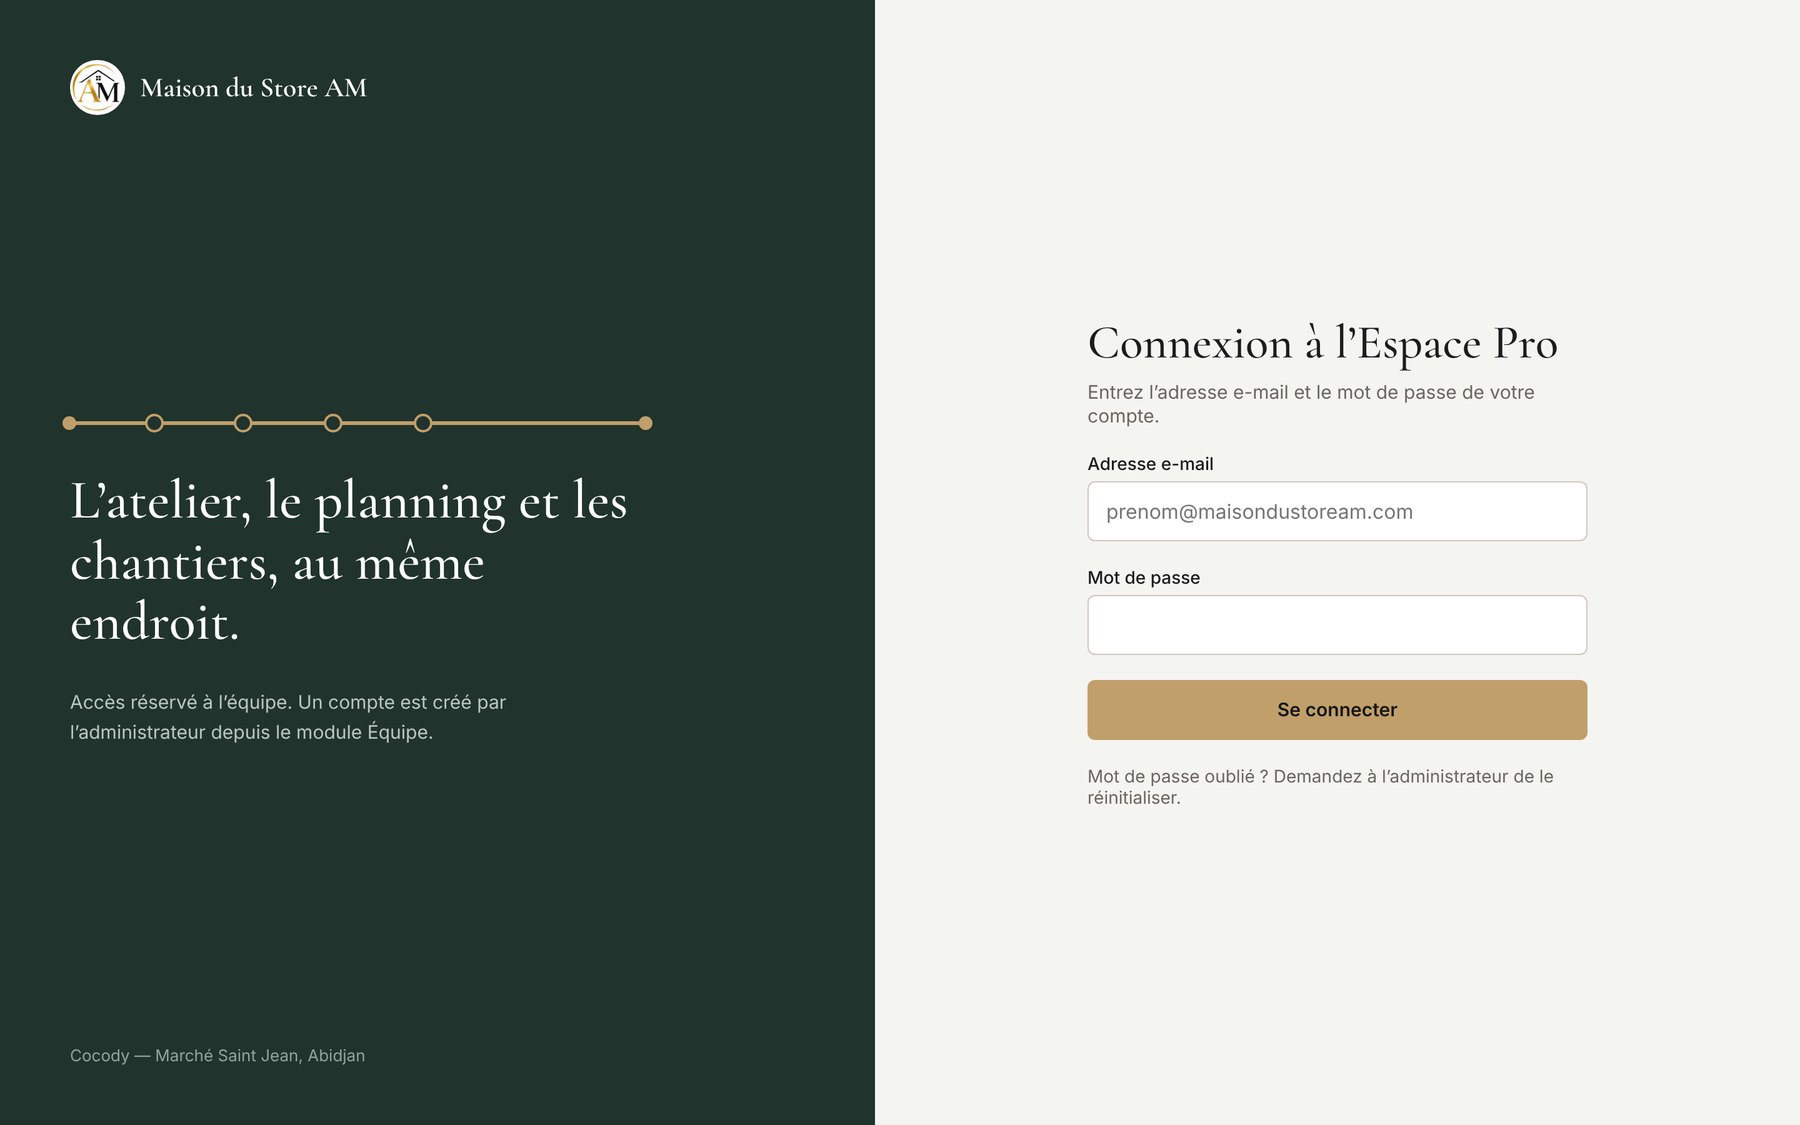 AM
Maison du Store AM
L’atelier, le planning et les
chantiers, au même
endroit.
Accès réservé à l’équipe. Un compte est créé par
l’administrateur depuis le module Équipe.
Cocody — Marché Saint Jean, Abidjan
Connexion à l’Espace Pro
Entrez l’adresse e-mail et le mot de passe de votre
compte.
Adresse e-mail
prenom@maisondustoream.com
Mot de passe
Se connecter
Mot de passe oublié ? Demandez à l’administrateur de le
réinitialiser.